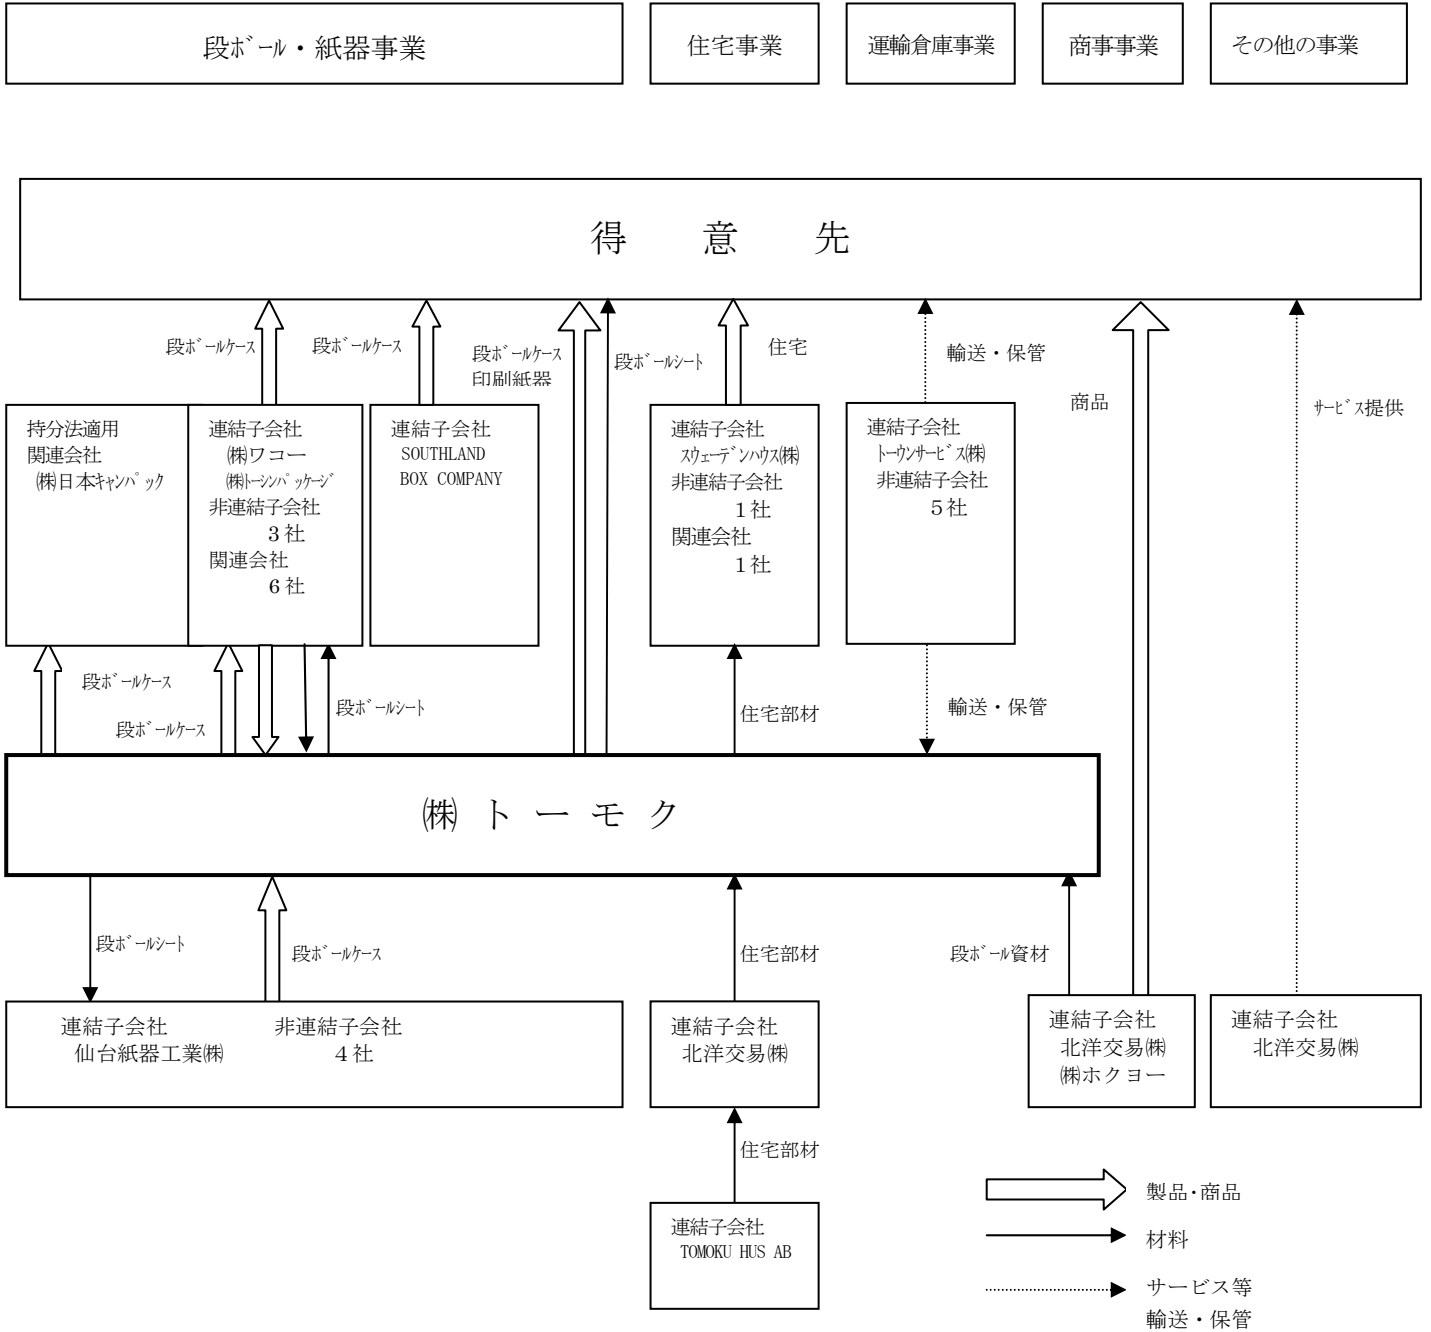 段ボール・紙器事業
住宅事業
運輸倉庫事業
商事事業
その他の事業
得 意 先
段ボールケース
段ボールケース
段ボールケース
印刷紙器
段ボールシート
住宅
輸送・保管
商品
サービス提供
持分法適用
関連会社
㈱日本キャンパック
連結子会社
㈱ワコー
㈱トーシンパッケージ
非連結子会社
3社
関連会社
6社
連結子会社
SOUTHLAND
BOX COMPANY
連結子会社
スウェーデンハウス㈱
非連結子会社
1社
関連会社
1社
連結子会社
トーウンサービス㈱
非連結子会社
5社
段ボールケース
段ボールケース
段ボールシート
住宅部材
輸送・保管
㈱トーモク
段ボールシート
段ボールケース
住宅部材
段ボール資材
連結子会社
仙台紙器工業㈱
非連結子会社
4社
連結子会社
北洋交易㈱
連結子会社
北洋交易㈱
㈱ホクヨー
連結子会社
北洋交易㈱
住宅部材
連結子会社
TOMOKU HUS AB
製品・商品
材料
サービス等
輸送・保管